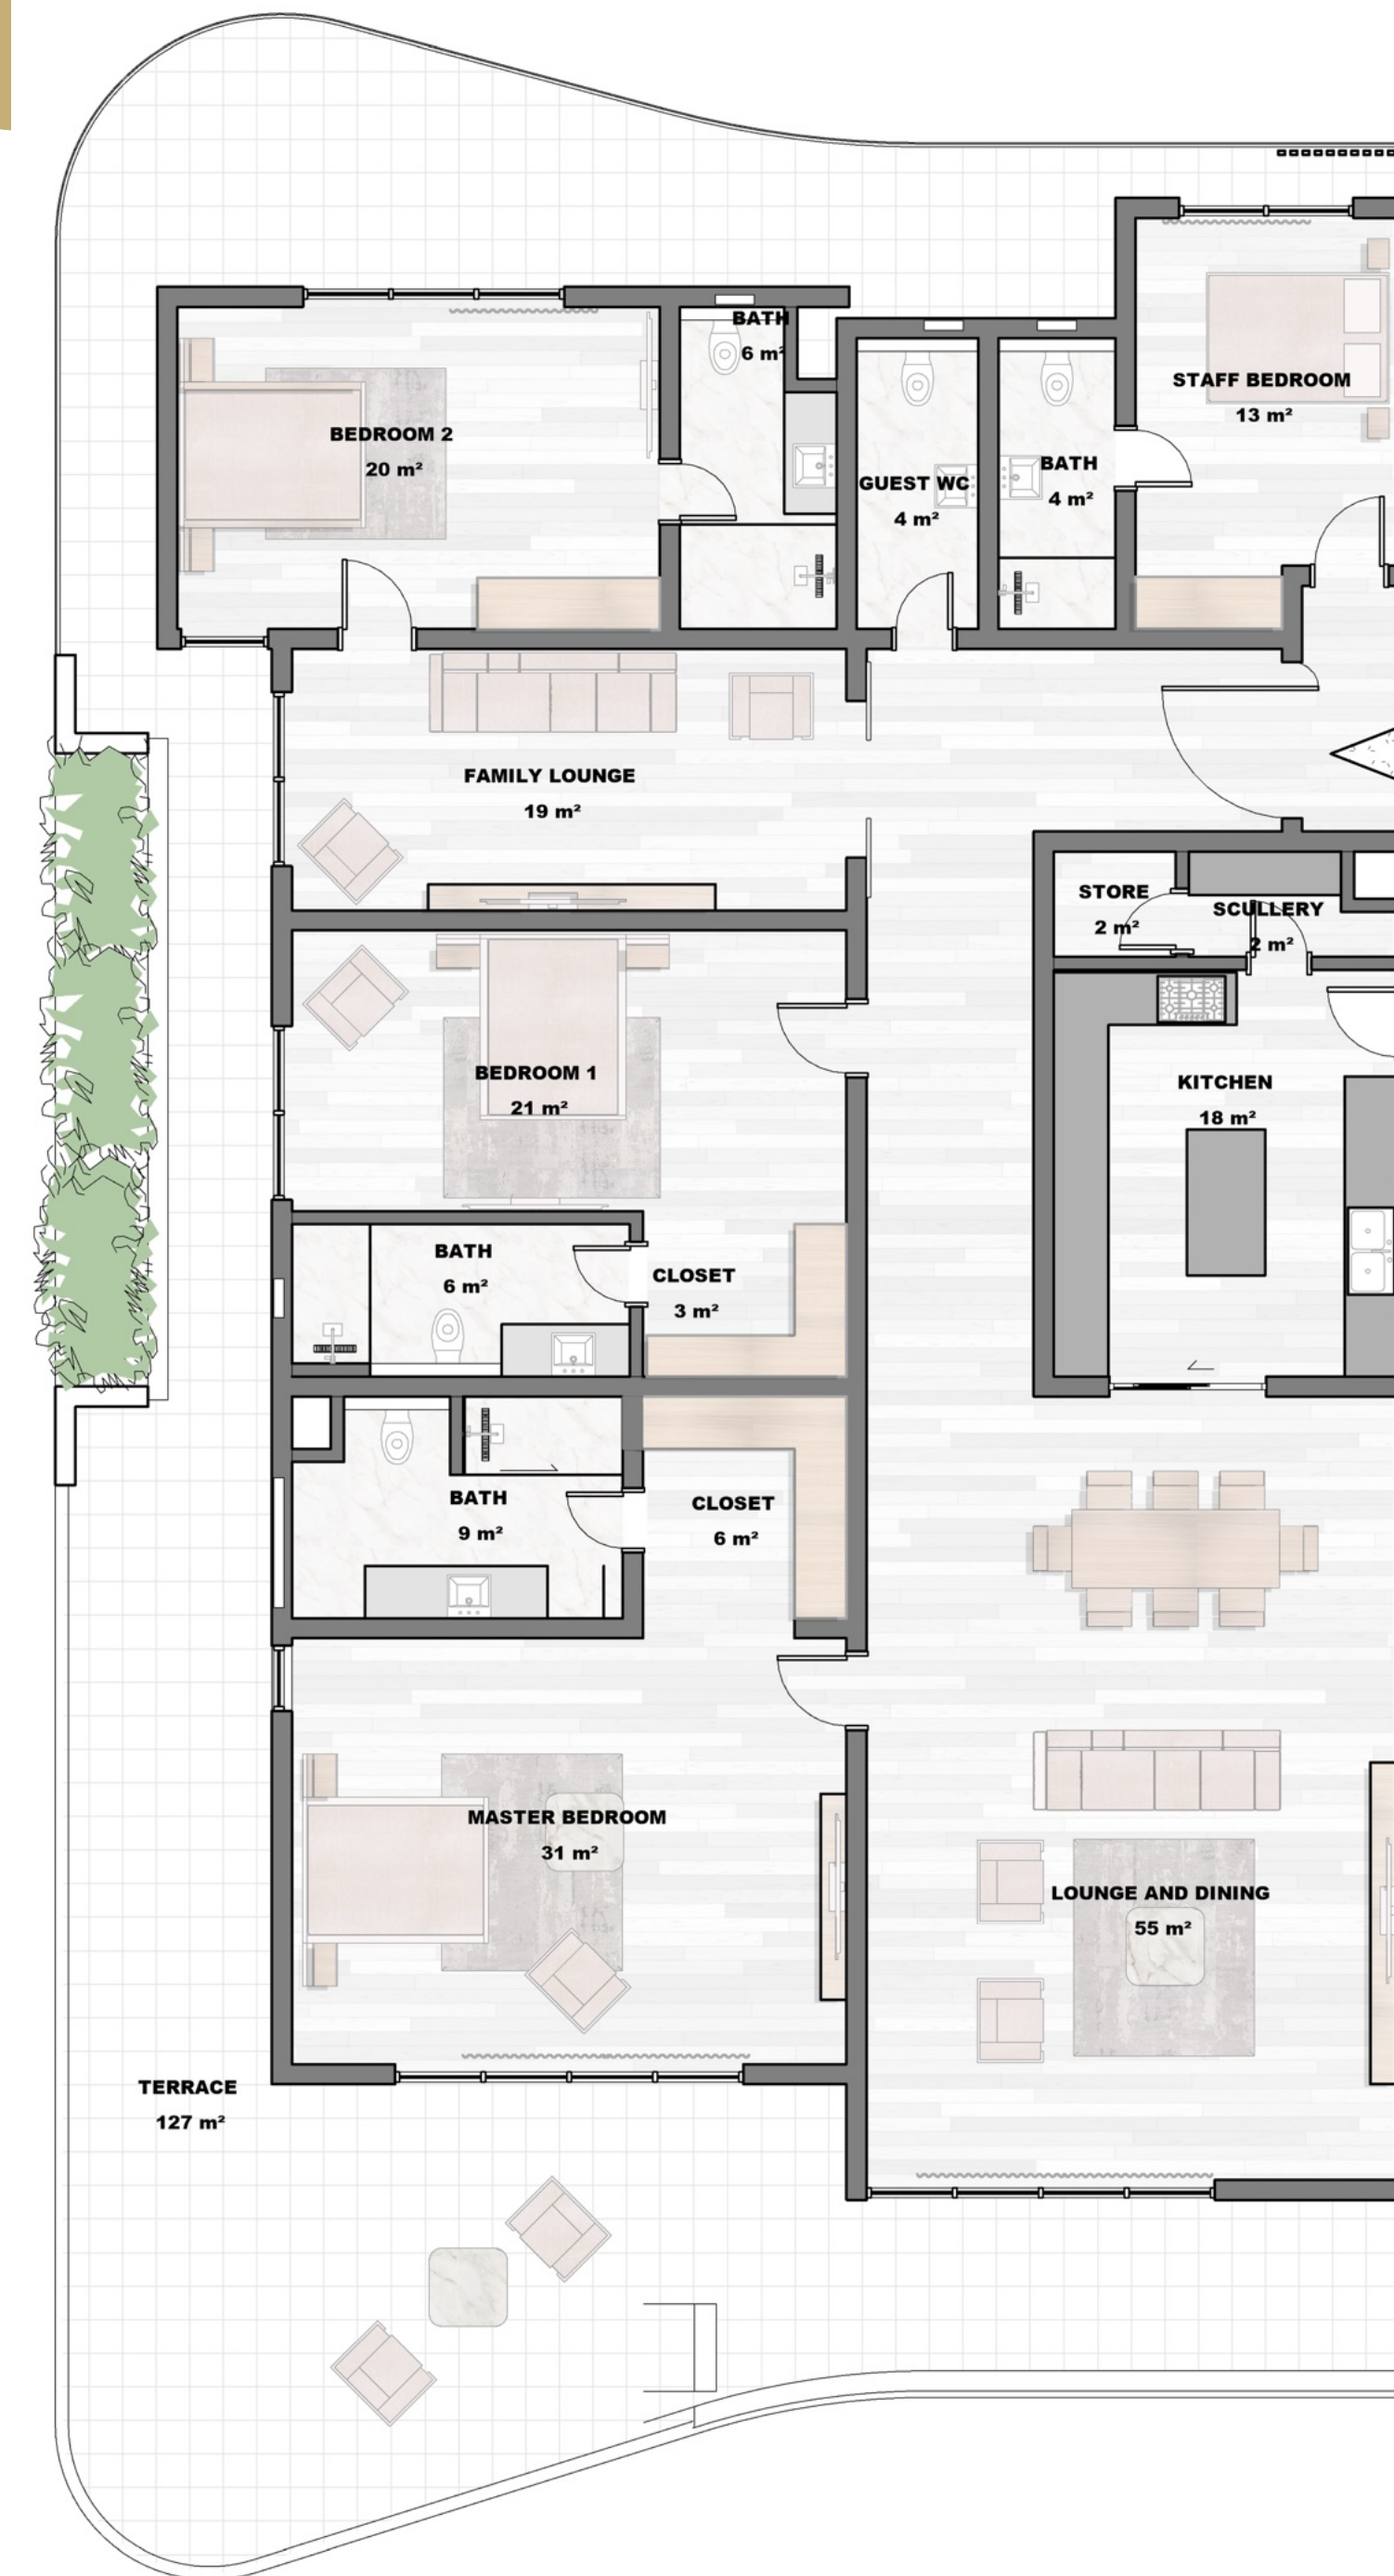 BATH
6 m²
STAFF BEDROOM
13 m²
BEDROOM 2
20 m²
BATH
4 m²
GUEST WC
4 m²
FAMILY LOUNGE
19 m²
STORE
2 m²
SCULLERY
2 m²
BEDROOM 1
21 m²
KITCHEN
18 m²
BATH
6 m²
CLOSET
3 m²
BATH
9 m²
CLOSET
6 m²
MASTER BEDROOM
31 m²
LOUNGE AND DINING
55 m²
TERRACE
127 m²